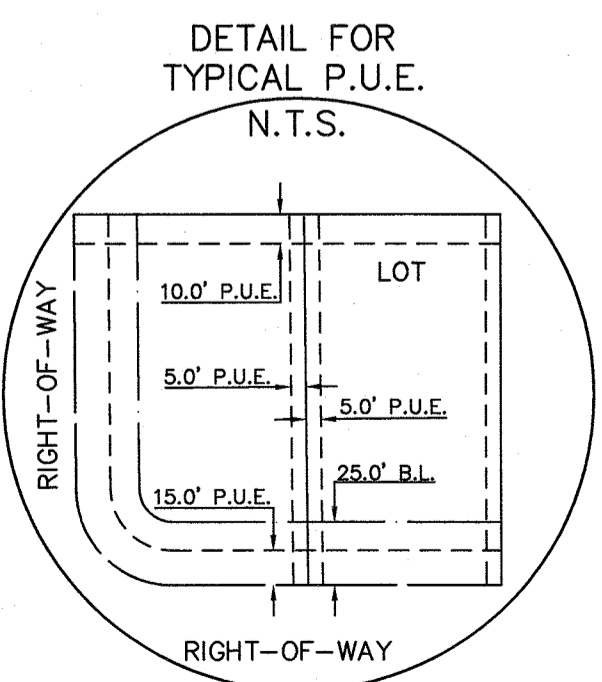 DETAIL FOR
TYPICAL P.U.E.
N.T.S.
LOT
10.0' P.U.E.
RIGHT-OF-WAY
5.0' P.U.E.
5.0' P.U.E.
25.0' B.L.
15.0' P.U.E.
RIGHT-OF-WAY